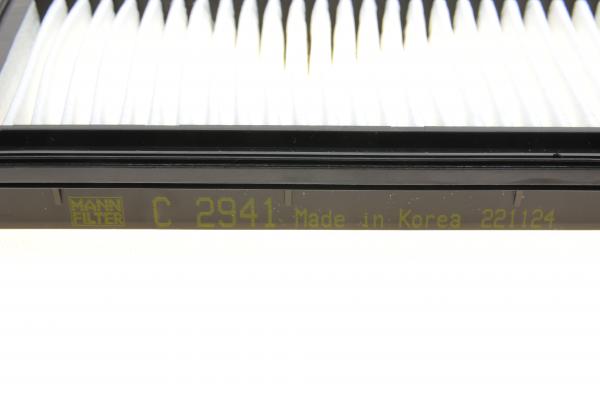 MANN
FILTER
C 2941 Made in Korea 221124